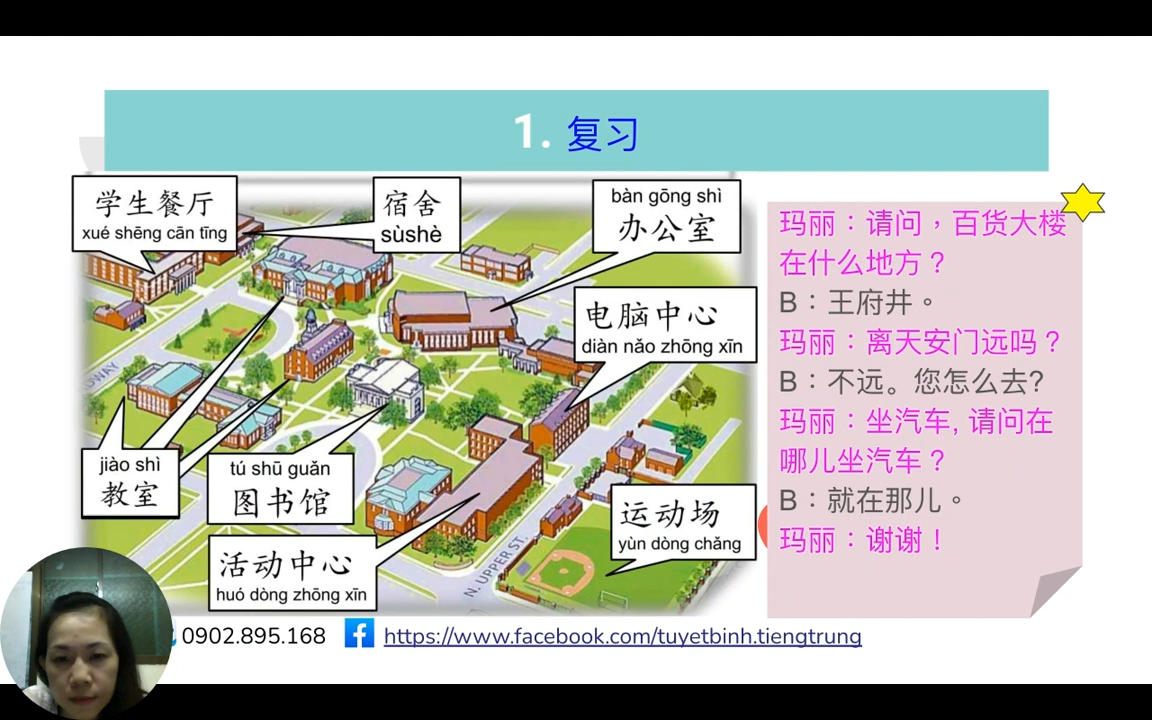 1. 复习
学生餐厅
xué shēng cān tīng
宿舍
sùshè
bàn gōng shì
办公室
电脑中心
diàn nǎo zhōng xīn
jiào shì
教室
tú shū guǎn
图书馆
活动中心
huó dòng zhōng xīn
运动场
yùn dòng chǎng
N. UPPER ST.
玛丽：请问，百货大楼
在什么地方？
B：王府井。
玛丽：离天安门远吗？
B：不远。您怎么去?
玛丽：坐汽车, 请问在
哪儿坐汽车？
B：就在那儿。
玛丽：谢谢！
0902.895.168
https://www.facebook.com/tuyetbinh.tiengtrung